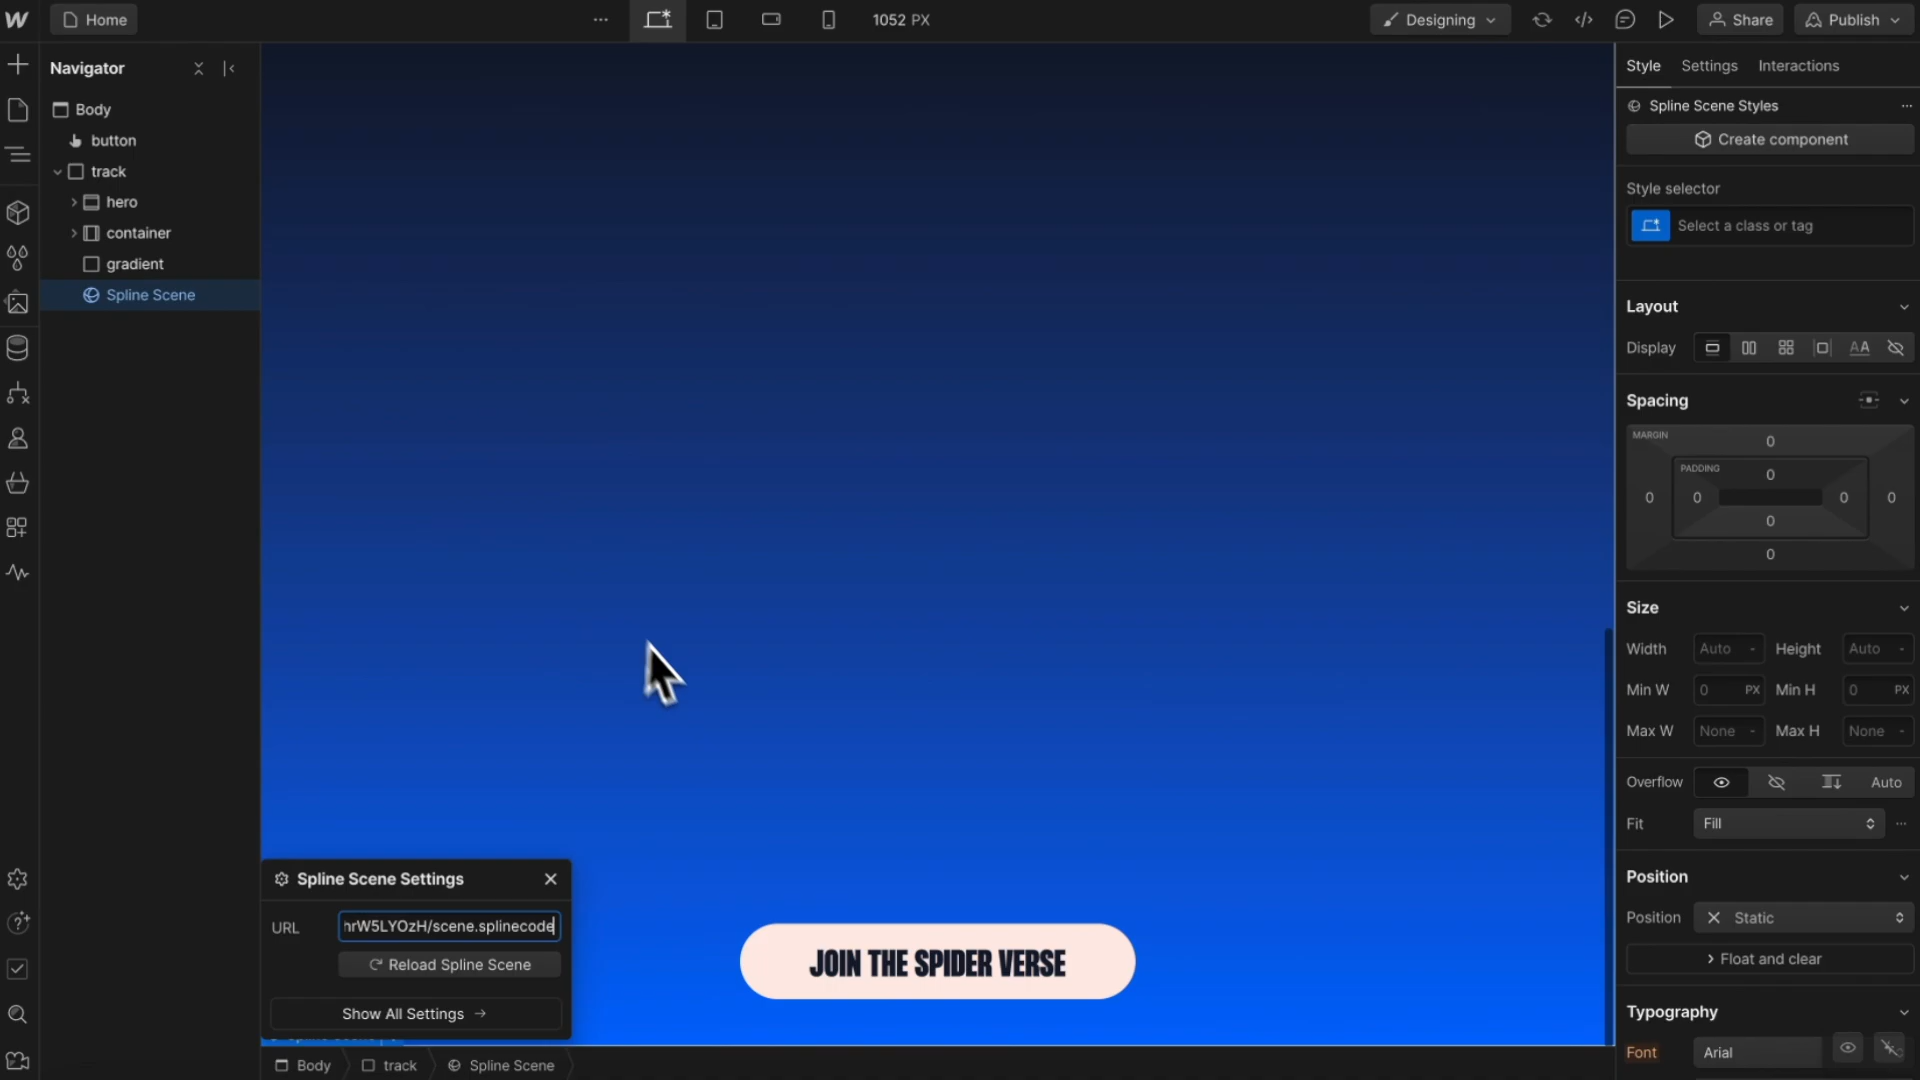 Home
1052 PX
Designing
Share
Publish
Navigator
Body
button
track
hero
container
gradient
Spline Scene
Style
Settings
Interactions
Spline Scene Styles
Create component
Style selector
Select a class or tag
Layout
Display
AA
Spacing
MARGIN
0
PADDING
0
0
0
0
0
0
0
Size
Width
Auto
-
Height
Auto
-
Min W
0
PX
Min H
0
PX
Max W
None
-
Max H
None
-
Overflow
Auto
Fit
Fill
Position
Position
Static
Float and clear
Typography
Font
Arial
Spline Scene Settings
URL
hrW5LYOzH/scene.splinecode
Reload Spline Scene
Show All Settings
JOIN THE SPIDER VERSE
Body
track
Spline Scene